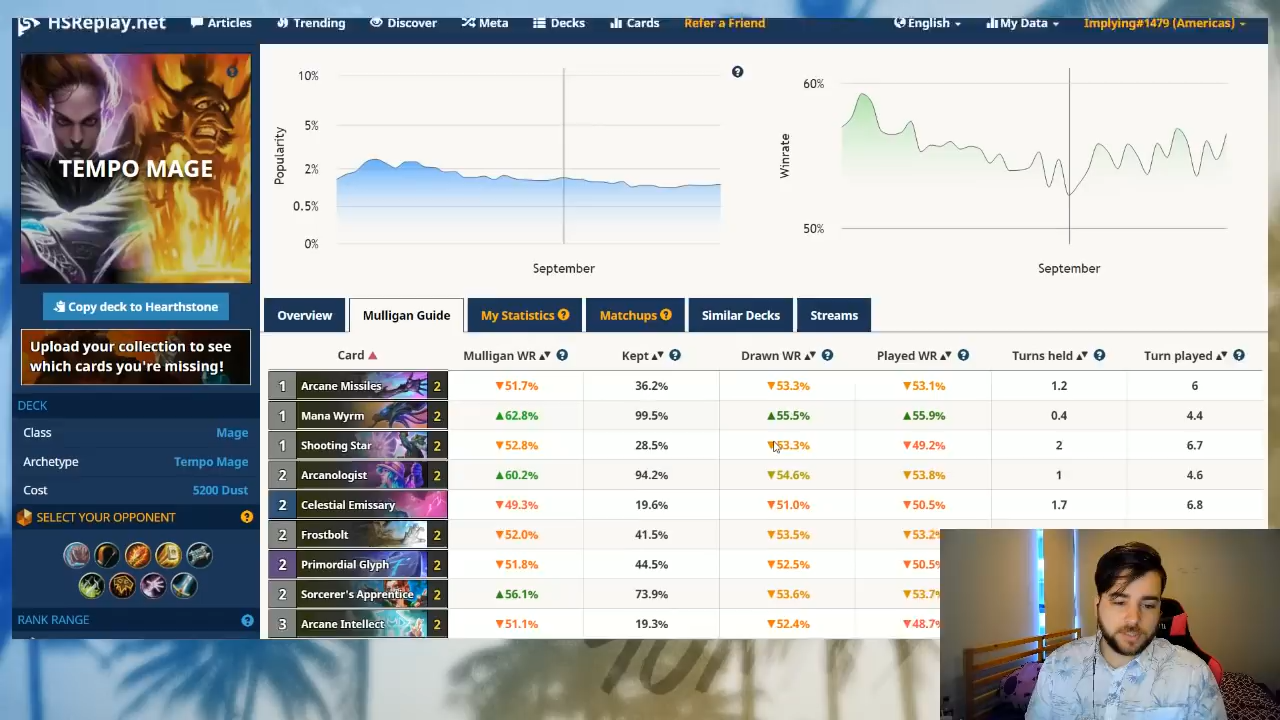 HSReplay.net Articles Trending Discover Meta Decks Cards Refer a Friend English My Data Implying#1479 (Americas)
TEMPO MAGE
Copy deck to Hearthstone
Upload your collection to see
which cards you're missing!
DECK
Class Mage
Archetype Tempo Mage
Cost 5200 Dust
SELECT YOUR OPPONENT
RANK RANGE
Popularity
10%
5%
2%
0.5%
0%
September
Winrate
60%
50%
September
Overview Mulligan Guide My Statistics Matchups Similar Decks Streams
Card Mulligan WR Kept Drawn WR Played WR Turns held Turn played
1 Arcane Missiles 2 ▼51.7% 36.2% ▼53.3% ▼53.1% 1.2 6
1 Mana Wyrm 2 ▲62.8% 99.5% ▲55.5% ▲55.9% 0.4 4.4
1 Shooting Star 2 ▼52.8% 28.5% ▼53.3% ▼49.2% 2 6.7
2 Arcanologist 2 ▲60.2% 94.2% ▼54.6% ▼53.8% 1 4.6
2 Celestial Emissary ▼49.3% 19.6% ▼51.0% ▼50.5% 1.7 6.8
2 Frostbolt 2 ▼52.0% 41.5% ▼53.5% ▼53.2%
2 Primordial Glyph 2 ▼51.8% 44.5% ▼52.5% ▼50.5%
2 Sorcerer's Apprentice 2 ▲56.1% 73.9% ▼53.6% ▼53.7%
3 Arcane Intellect 2 ▼51.1% 19.3% ▼52.4% ▼48.7%